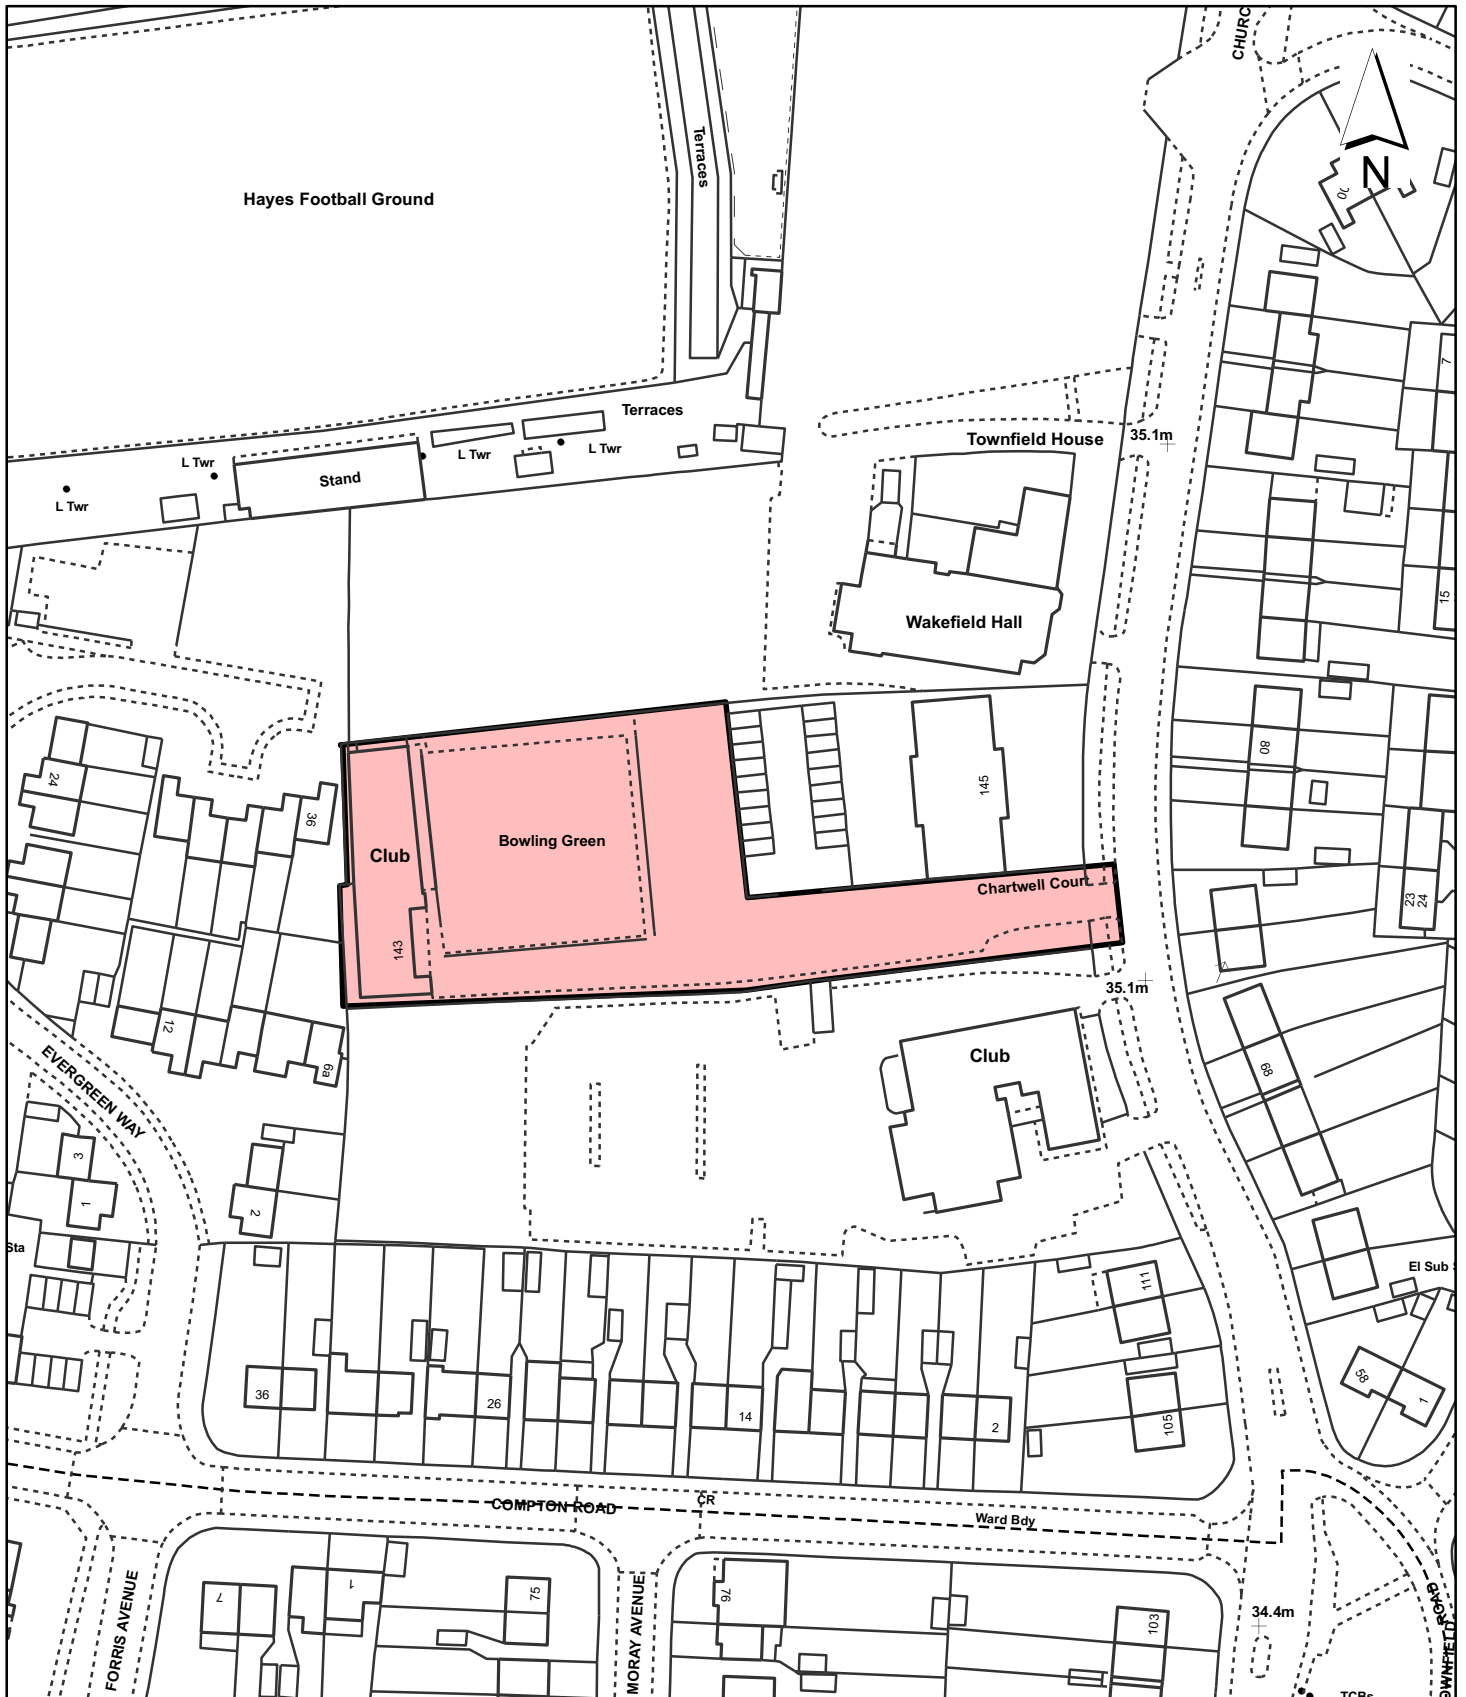 CHURC
N
Terraces
Hayes Football Ground
7
Terraces
Townfield House
35.1m
L Twr
L Twr
L Twr
Stand
L Twr
15
Wakefield Hall
80
24
145
36
Bowling Green
Club
Chartwell Court
23
24
143
35.1m
12
Club
6a
68
EVERGREEN WAY
3
1
2
Sta
El Sub
111
58
1
36
26
14
2
105
COMPTON ROAD
CR
Ward Bdy
FORRIS AVENUE
7
1
75
MORAY AVENUE
76
103
34.4m
ROAD
OWNFIELD
TCBs